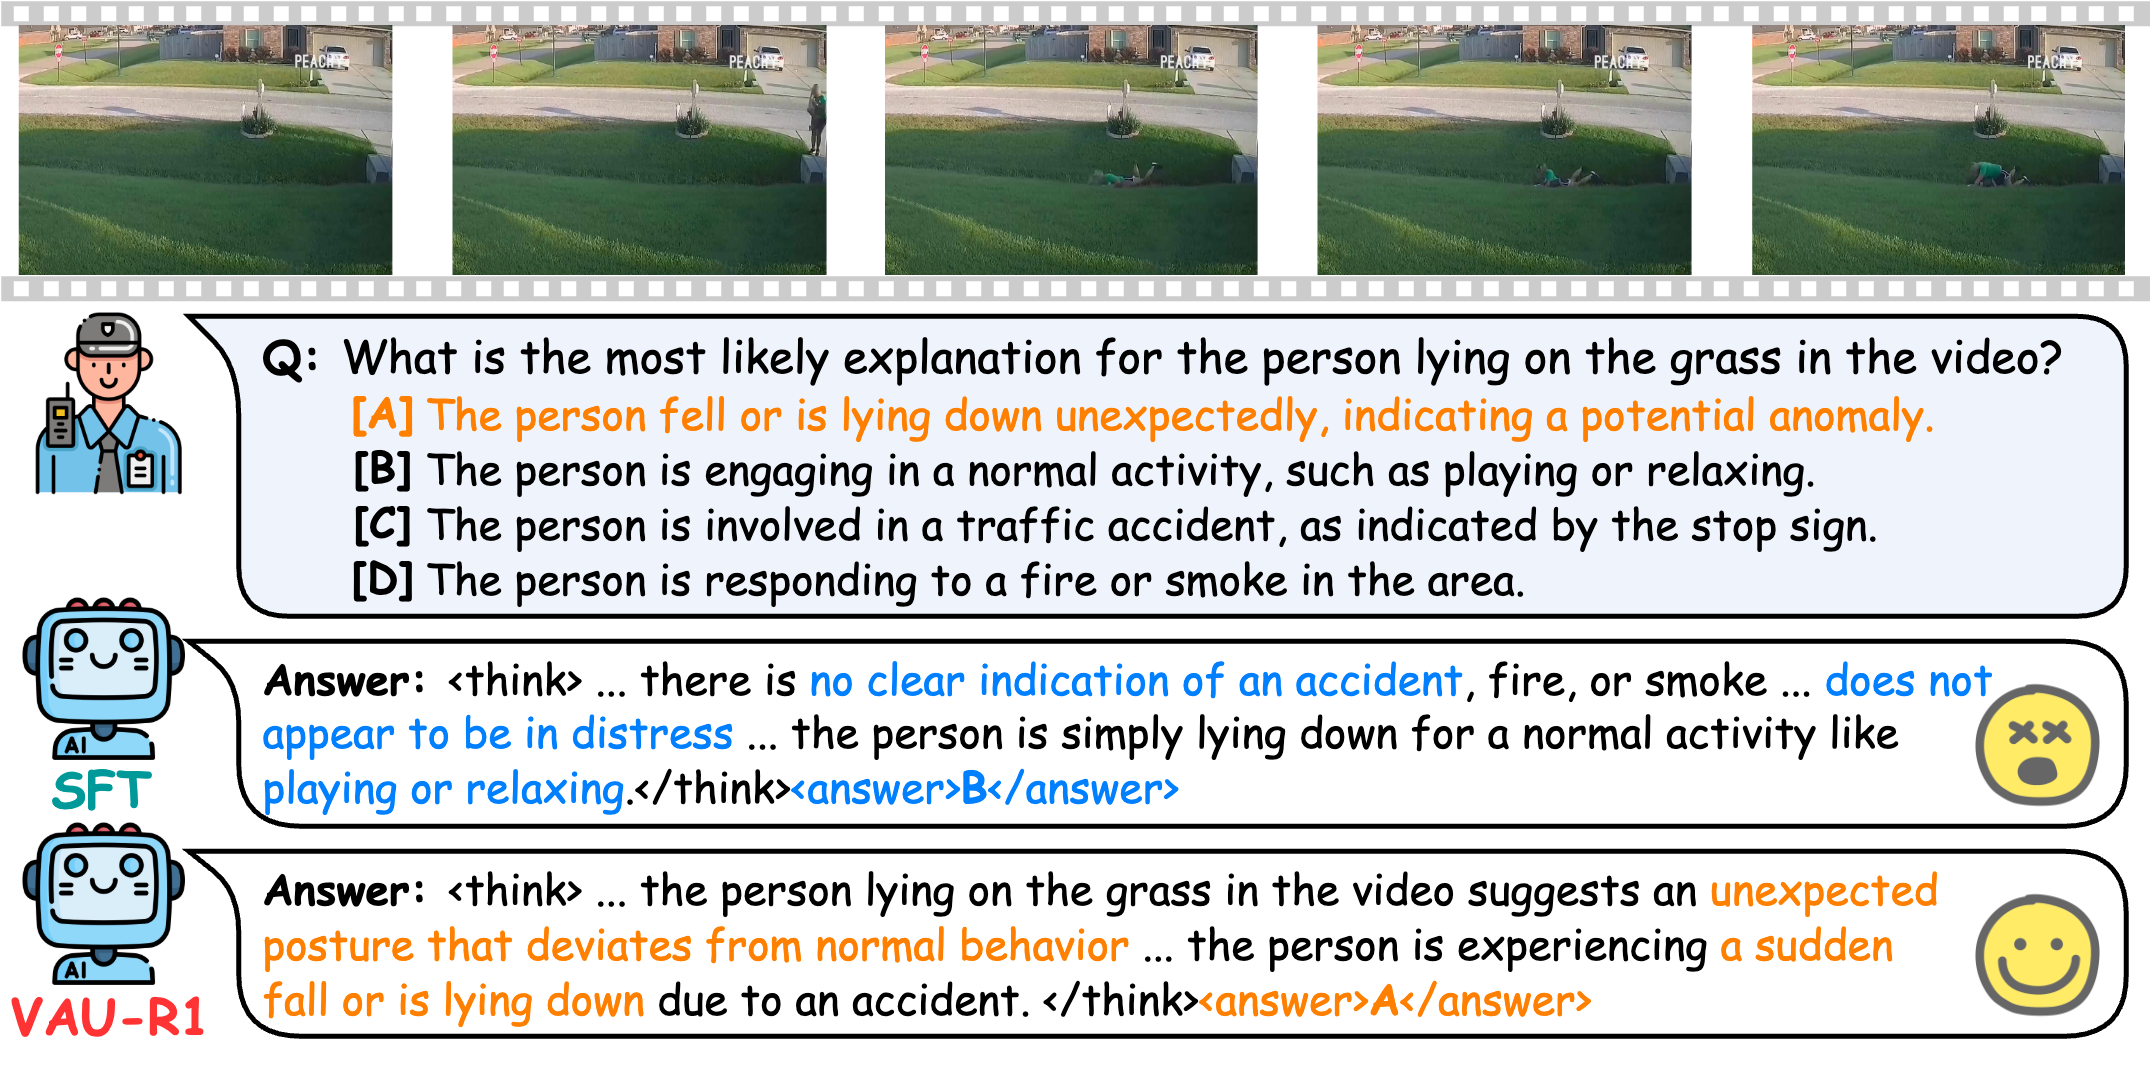 PEACHY
PEACHY
PEACHY
PEACHY
PEACHY
Q: What is the most likely explanation for the person lying on the grass in the video?
[A] The person fell or is lying down unexpectedly, indicating a potential anomaly.
[B] The person is engaging in a normal activity, such as playing or relaxing.
[C] The person is involved in a traffic accident, as indicated by the stop sign.
[D] The person is responding to a fire or smoke in the area.
Answer: <think> ... there is no clear indication of an accident, fire, or smoke ... does not
appear to be in distress ... the person is simply lying down for a normal activity like
playing or relaxing.</think><answer>B</answer>
AI
SFT
Answer: <think> ... the person lying on the grass in the video suggests an unexpected
posture that deviates from normal behavior ... the person is experiencing a sudden
fall or is lying down due to an accident. </think><answer>A</answer>
AI
VAU-R1